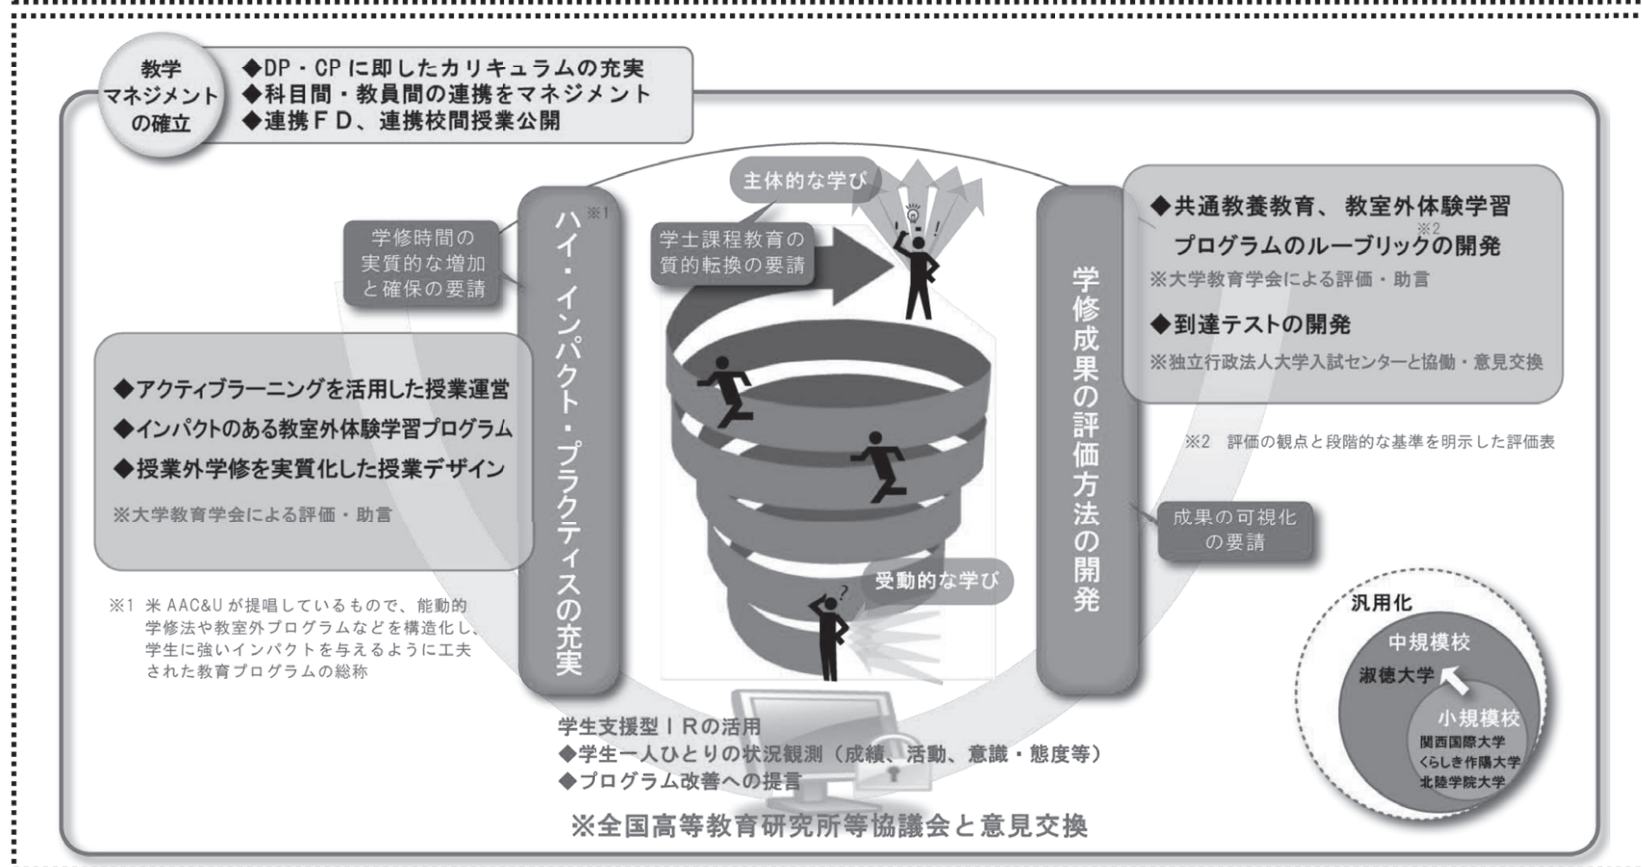 教学
マネジメント
の確立
◆DP・CPに即したカリキュラムの充実
◆科目間・教員間の連携をマネジメント
◆連携FD、連携校間授業公開
主体的な学び
学修時間の
実質的な増加
と確保の要請
ハイ・インパクト・プラクティスの充実
※1
学士課程教育の
質的転換の要請
学修成果の評価方法の開発
◆共通教養教育、教室外体験学習
プログラムのルーブリックの開発
※2
※大学教育学会による評価・助言
◆到達テストの開発
※独立行政法人大学入試センターと協働・意見交換
◆アクティブラーニングを活用した授業運営
◆インパクトのある教室外体験学習プログラム
◆授業外学修を実質化した授業デザイン
※大学教育学会による評価・助言
※2 評価の観点と段階的な基準を明示した評価表
成果の可視化
の要請
受動的な学び
?
!
※1 米AAC&Uが提唱しているもので、能動的
学修法や教室外プログラムなどを構造化し、
学生に強いインパクトを与えるように工夫
された教育プログラムの総称
汎用化
中規模校
淑徳大学
小規模校
関西国際大学
くらしき作陽大学
北陸学院大学
学生支援型IRの活用
◆学生一人ひとりの状況観測（成績、活動、意識・態度等）
◆プログラム改善への提言
※全国高等教育研究所等協議会と意見交換